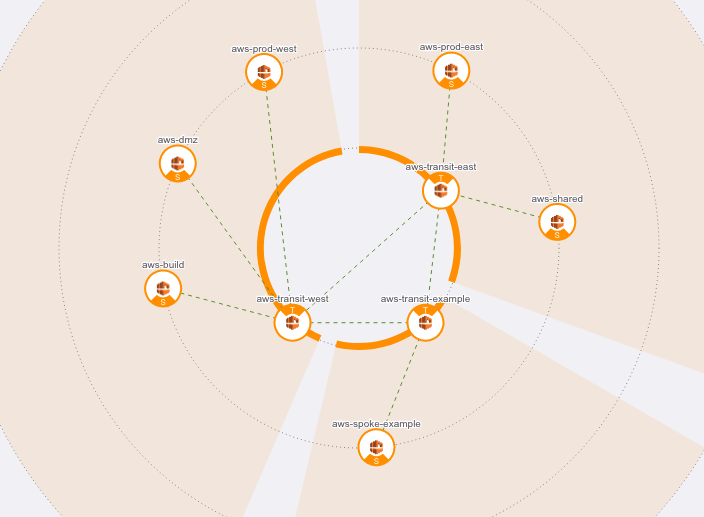 aws-prod-west
S
aws-prod-east
S
aws-dmz
S
aws-transit-east
T
aws-shared
S
aws-build
S
aws-transit-west
T
aws-transit-example
T
aws-spoke-example
S